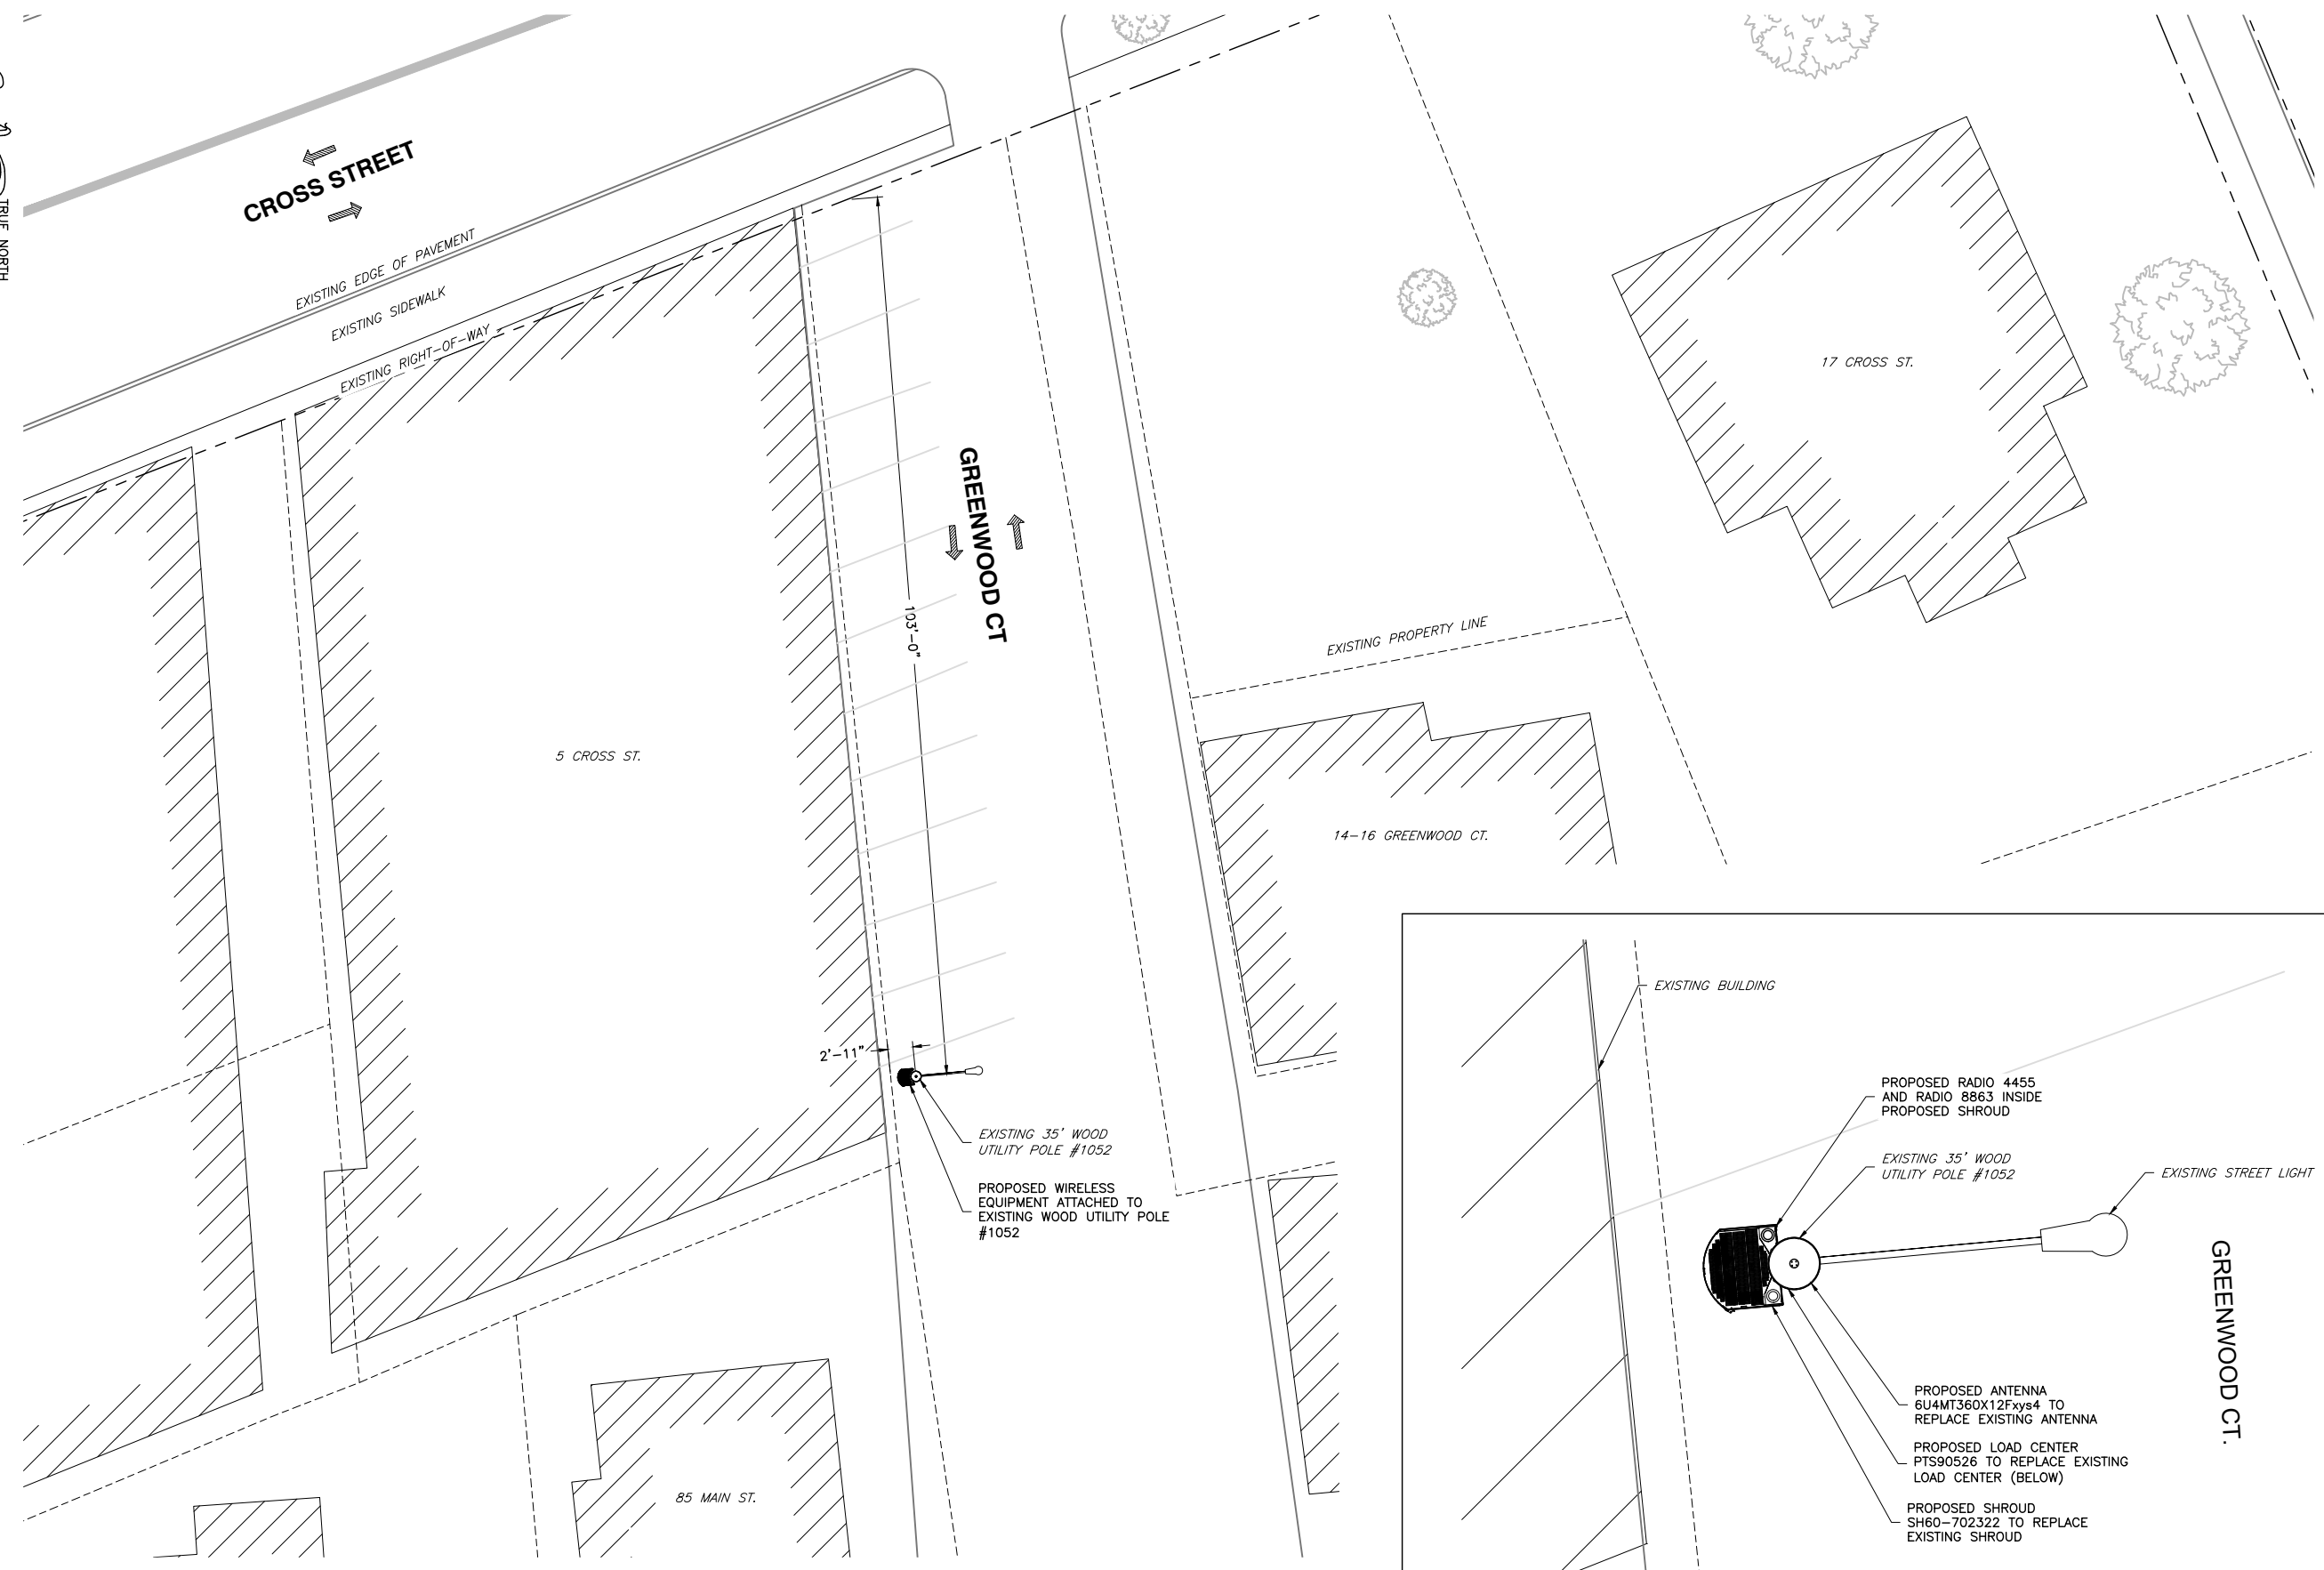 TRUE NORTH
CROSS STREET
EXISTING EDGE OF PAVEMENT
EXISTING SIDEWALK
EXISTING RIGHT-OF-WAY
17 CROSS ST.
GREENWOOD CT
103'-0"
EXISTING PROPERTY LINE
5 CROSS ST.
14-16 GREENWOOD CT.
2'-11"
EXISTING 35' WOOD
UTILITY POLE #1052
PROPOSED WIRELESS
EQUIPMENT ATTACHED TO
EXISTING WOOD UTILITY POLE
#1052
85 MAIN ST.
EXISTING BUILDING
PROPOSED RADIO 4455
AND RADIO 8863 INSIDE
PROPOSED SHROUD
EXISTING 35' WOOD
UTILITY POLE #1052
EXISTING STREET LIGHT
GREENWOOD CT.
PROPOSED ANTENNA
6U4MT360X12Fxys4 TO
REPLACE EXISTING ANTENNA
PROPOSED LOAD CENTER
PTS90526 TO REPLACE EXISTING
LOAD CENTER (BELOW)
PROPOSED SHROUD
SH60-702322 TO REPLACE
EXISTING SHROUD